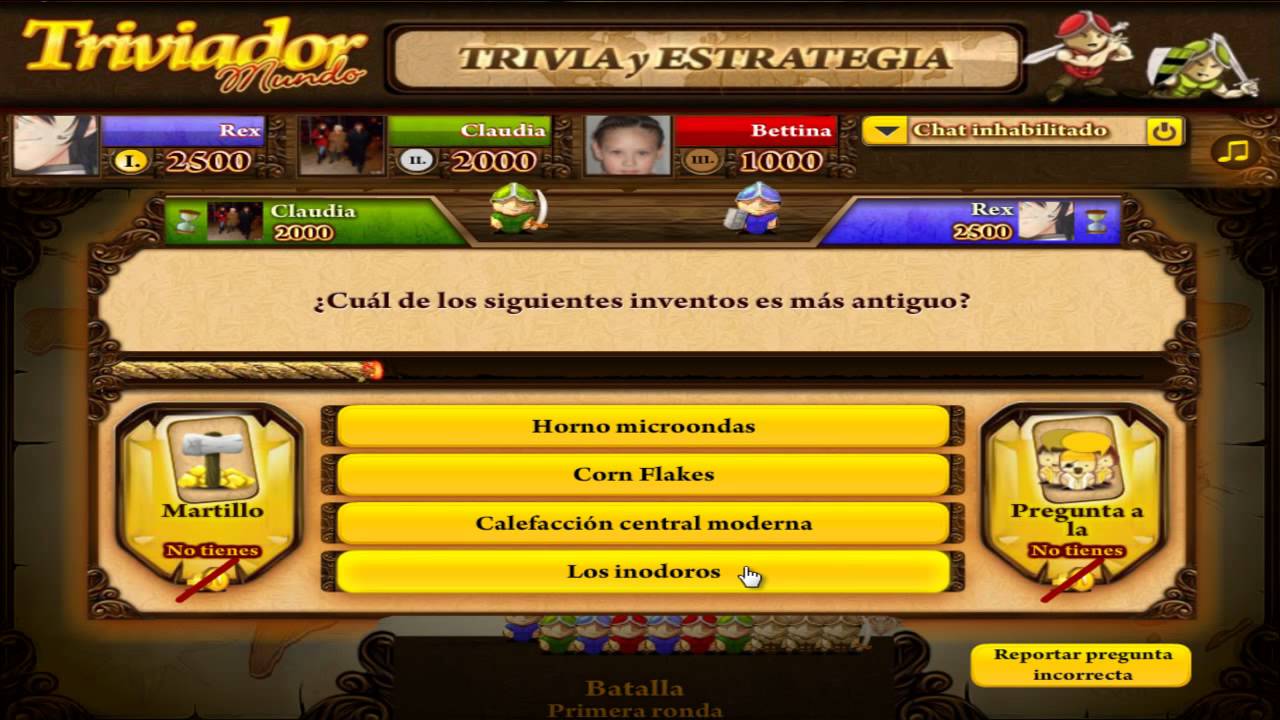 Triviador
Mundo
TRIVIA y ESTRATEGIA
Rex
I. 2500
Claudia
II. 2000
Bettina
III. 1000
Chat inhabilitado
Claudia
2000
Rex
2500
¿Cuál de los siguientes inventos es más antiguo?
Horno microondas
Corn Flakes
Calefacción central moderna
Los inodoros
Martillo
No tienes
Pregunta a
la
No tienes
Reportar pregunta
incorrecta
Batalla
Primera ronda